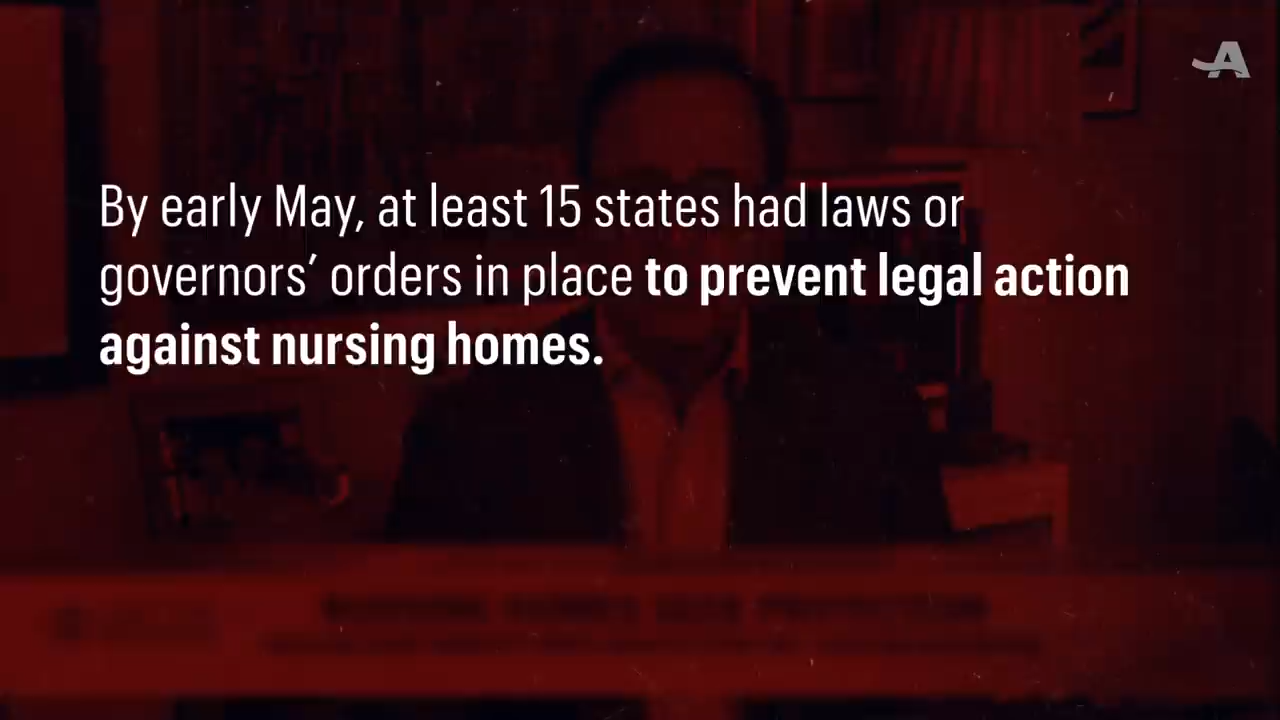 By early May, at least 15 states had laws or
governors’ orders in place to prevent legal action
against nursing homes.